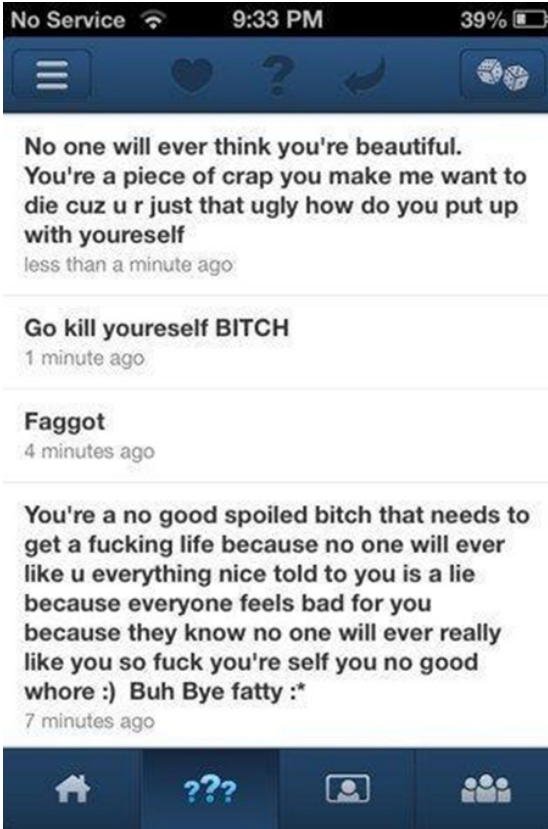 No Service 9:33 PM 39%
?
No one will ever think you're beautiful.
You're a piece of crap you make me want to
die cuz u r just that ugly how do you put up
with youreself
less than a minute ago
Go kill youreself BITCH
1 minute ago
Faggot
4 minutes ago
You're a no good spoiled bitch that needs to
get a fucking life because no one will ever
like u everything nice told to you is a lie
because everyone feels bad for you
because they know no one will ever really
like you so fuck you're self you no good
whore :)  Buh Bye fatty :*
7 minutes ago
???